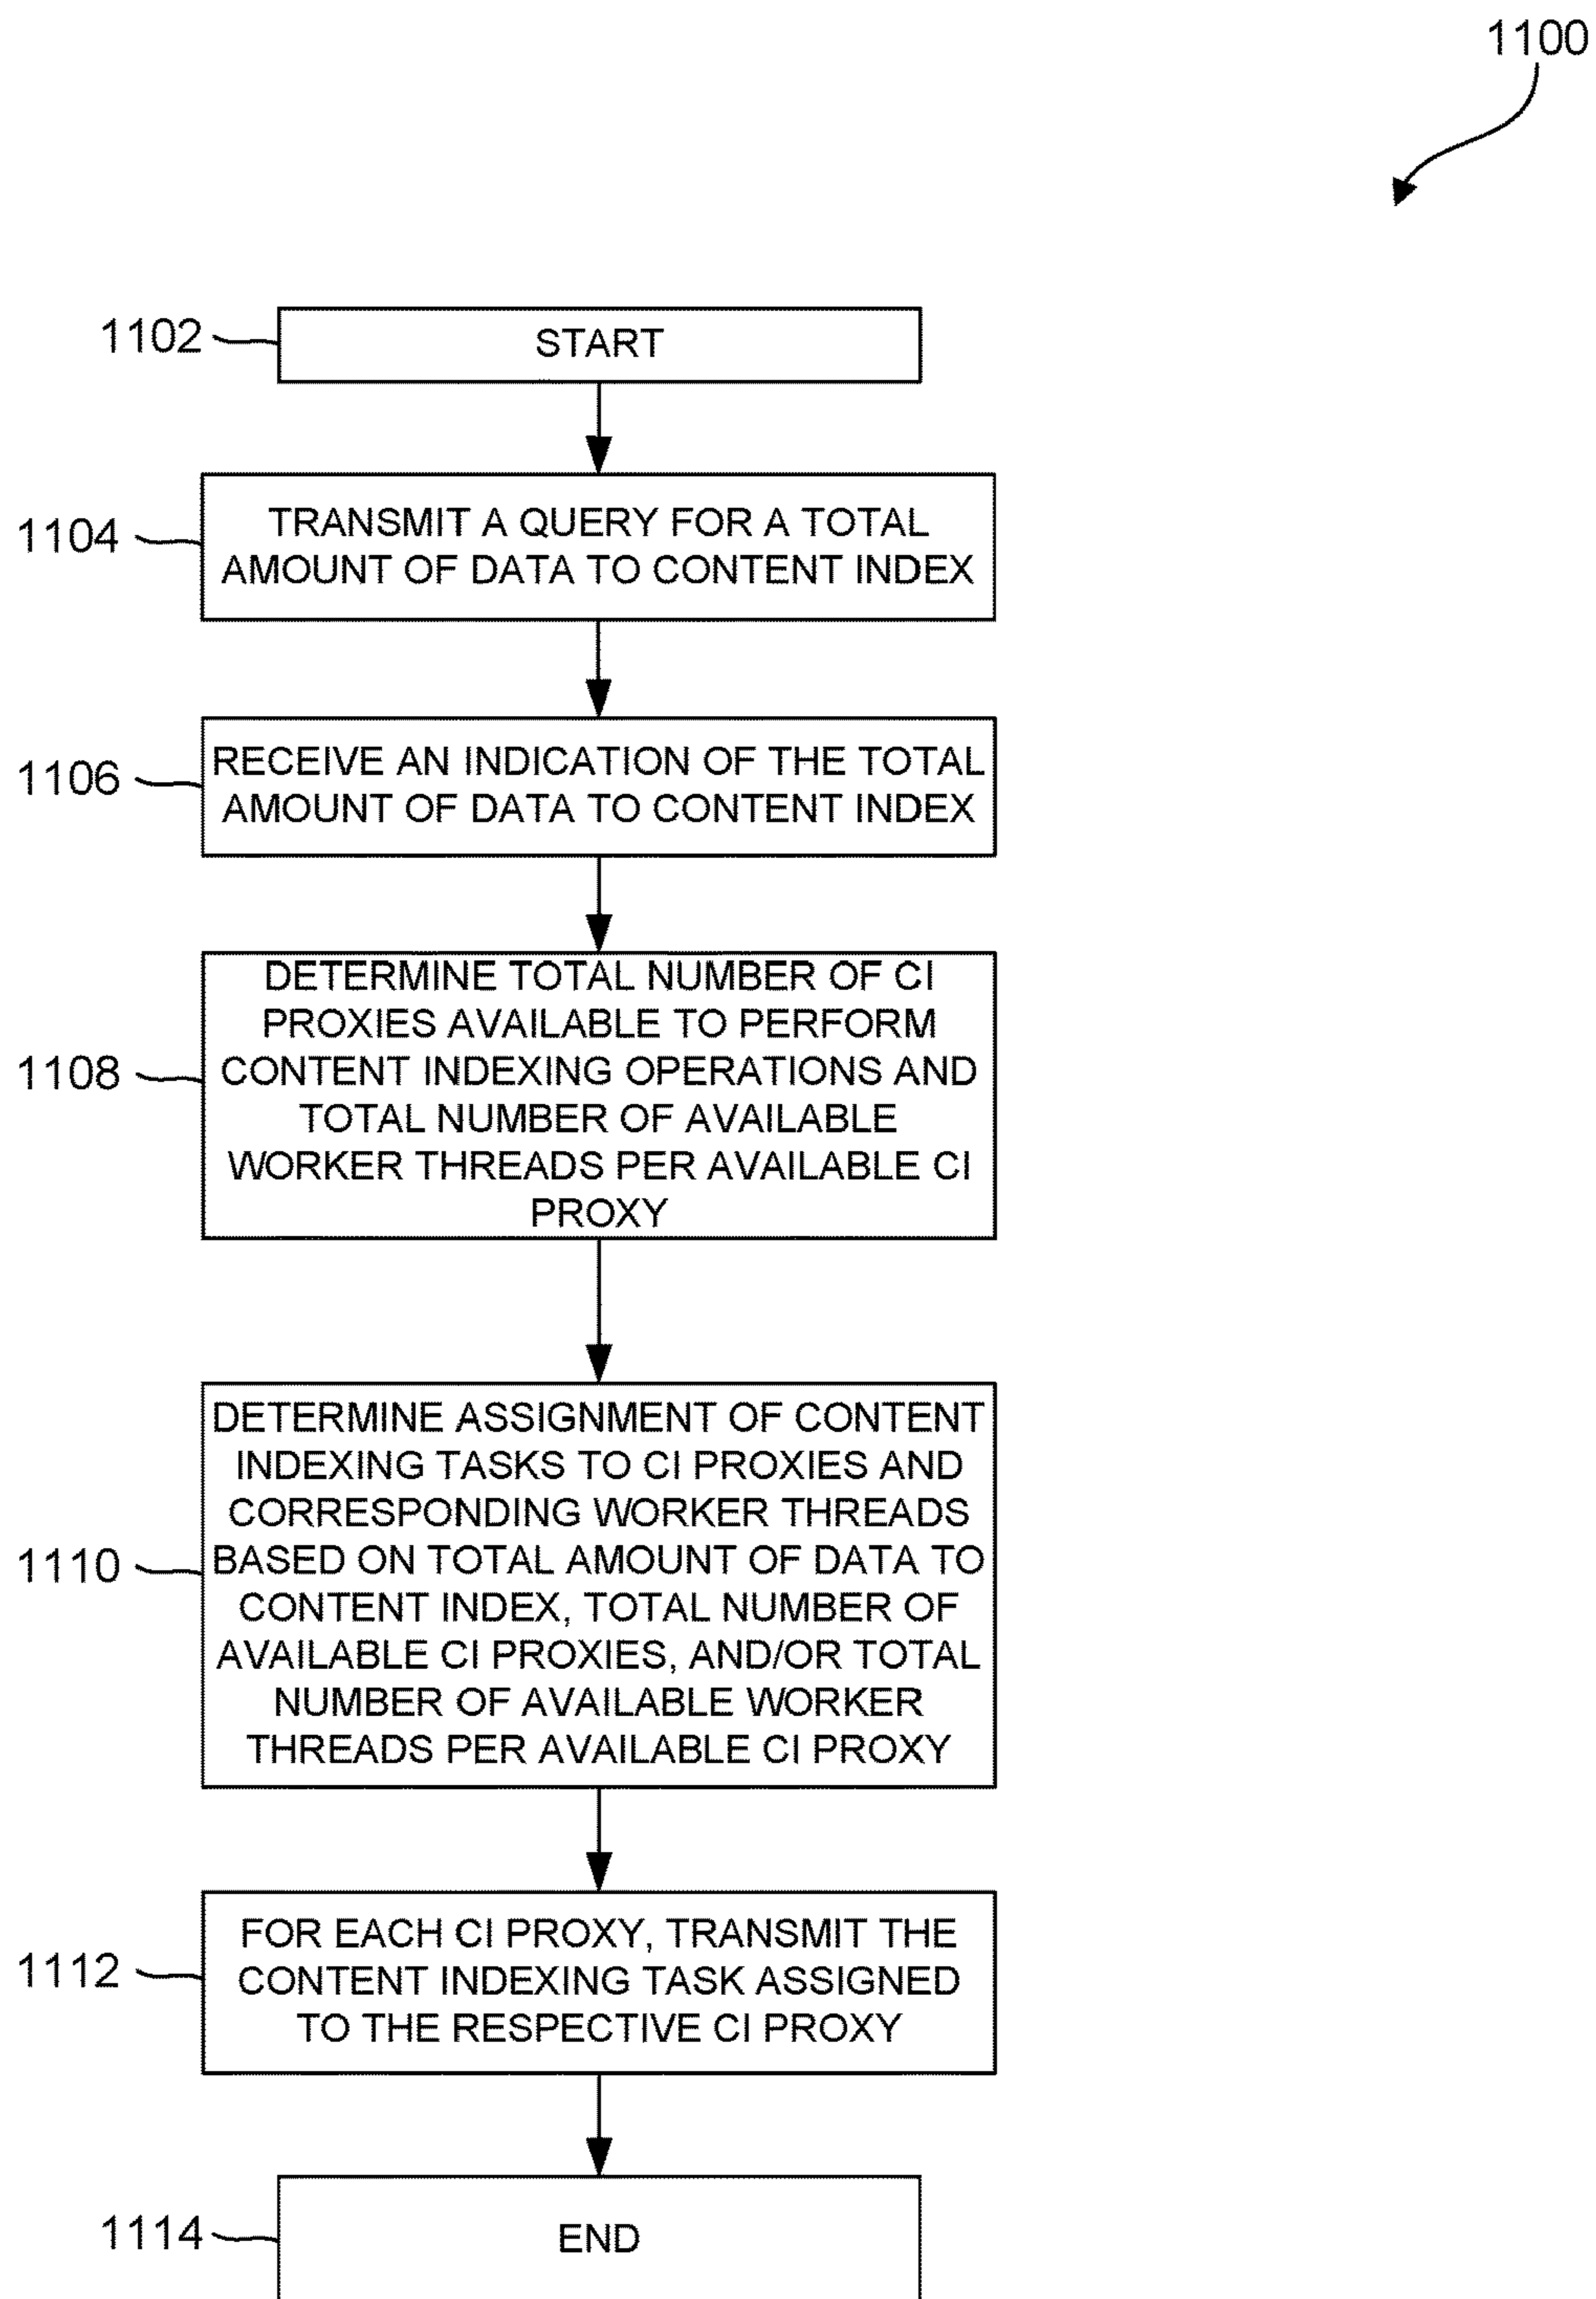 1100
1102
START
1104
TRANSMIT A QUERY FOR A TOTAL
AMOUNT OF DATA TO CONTENT INDEX
1106
RECEIVE AN INDICATION OF THE TOTAL
AMOUNT OF DATA TO CONTENT INDEX
1108
DETERMINE TOTAL NUMBER OF CI
PROXIES AVAILABLE TO PERFORM
CONTENT INDEXING OPERATIONS AND
TOTAL NUMBER OF AVAILABLE
WORKER THREADS PER AVAILABLE CI
PROXY
1110
DETERMINE ASSIGNMENT OF CONTENT
INDEXING TASKS TO CI PROXIES AND
CORRESPONDING WORKER THREADS
BASED ON TOTAL AMOUNT OF DATA TO
CONTENT INDEX, TOTAL NUMBER OF
AVAILABLE CI PROXIES, AND/OR TOTAL
NUMBER OF AVAILABLE WORKER
THREADS PER AVAILABLE CI PROXY
1112
FOR EACH CI PROXY, TRANSMIT THE
CONTENT INDEXING TASK ASSIGNED
TO THE RESPECTIVE CI PROXY
1114
END